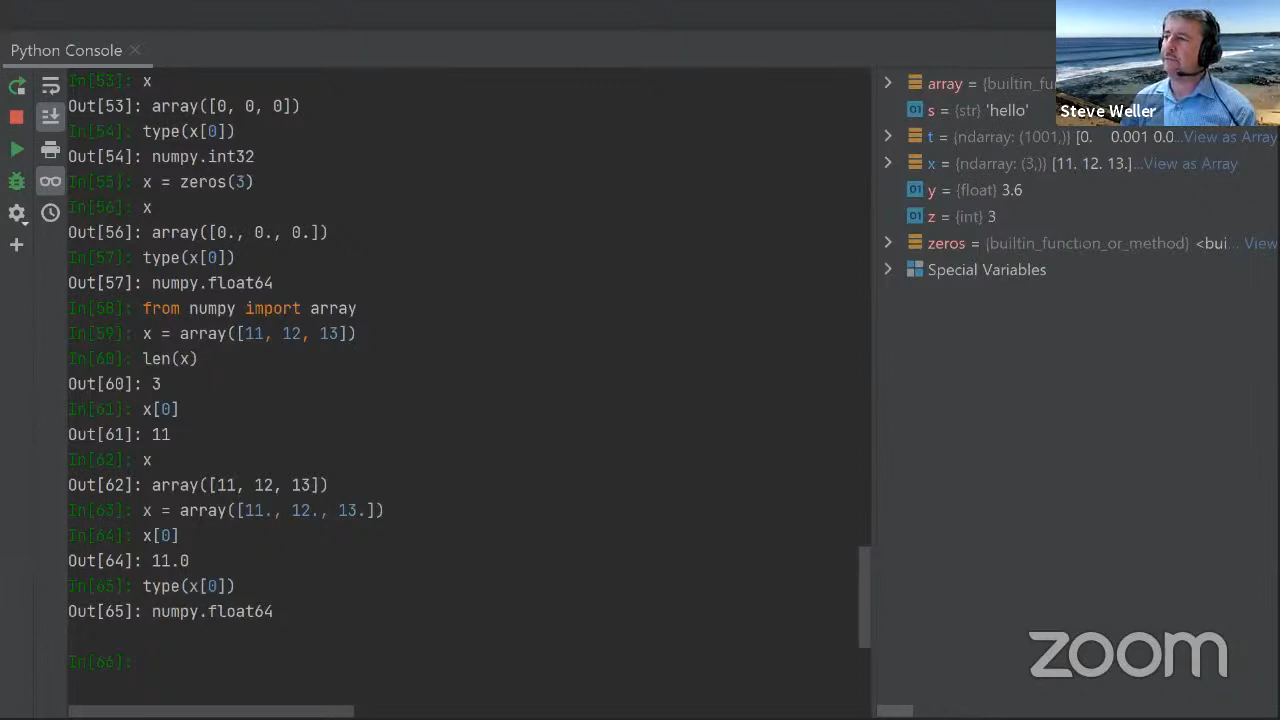 Python Console
In[53]: x
Out[53]: array([0, 0, 0])
In[54]: type(x[0])
Out[54]: numpy.int32
In[55]: x = zeros(3)
In[56]: x
Out[56]: array([0., 0., 0.])
In[57]: type(x[0])
Out[57]: numpy.float64
In[58]: from numpy import array
In[59]: x = array([11, 12, 13])
In[60]: len(x)
Out[60]: 3
In[61]: x[0]
Out[61]: 11
In[62]: x
Out[62]: array([11, 12, 13])
In[63]: x = array([11., 12., 13.])
In[64]: x[0]
Out[64]: 11.0
In[65]: type(x[0])
Out[65]: numpy.float64
In[66]:
array = {builtin_fu
s = {str} 'hello'
t = {ndarray: (1001,)} [0. 0.001 0.0...View as Array
x = {ndarray: (3,)} [11. 12. 13.]...View as Array
y = {float} 3.6
z = {int} 3
zeros = {builtin_function_or_method} <bui... View
Special Variables
Steve Weller
zoom